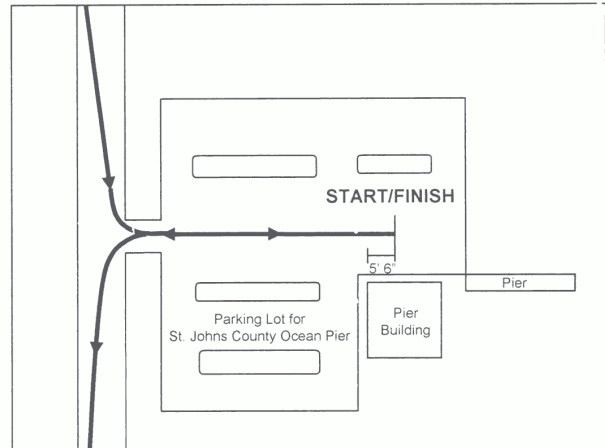 START/FINISH
5' 6"
Pier
Parking Lot for
St. Johns County Ocean Pier
Pier
Building